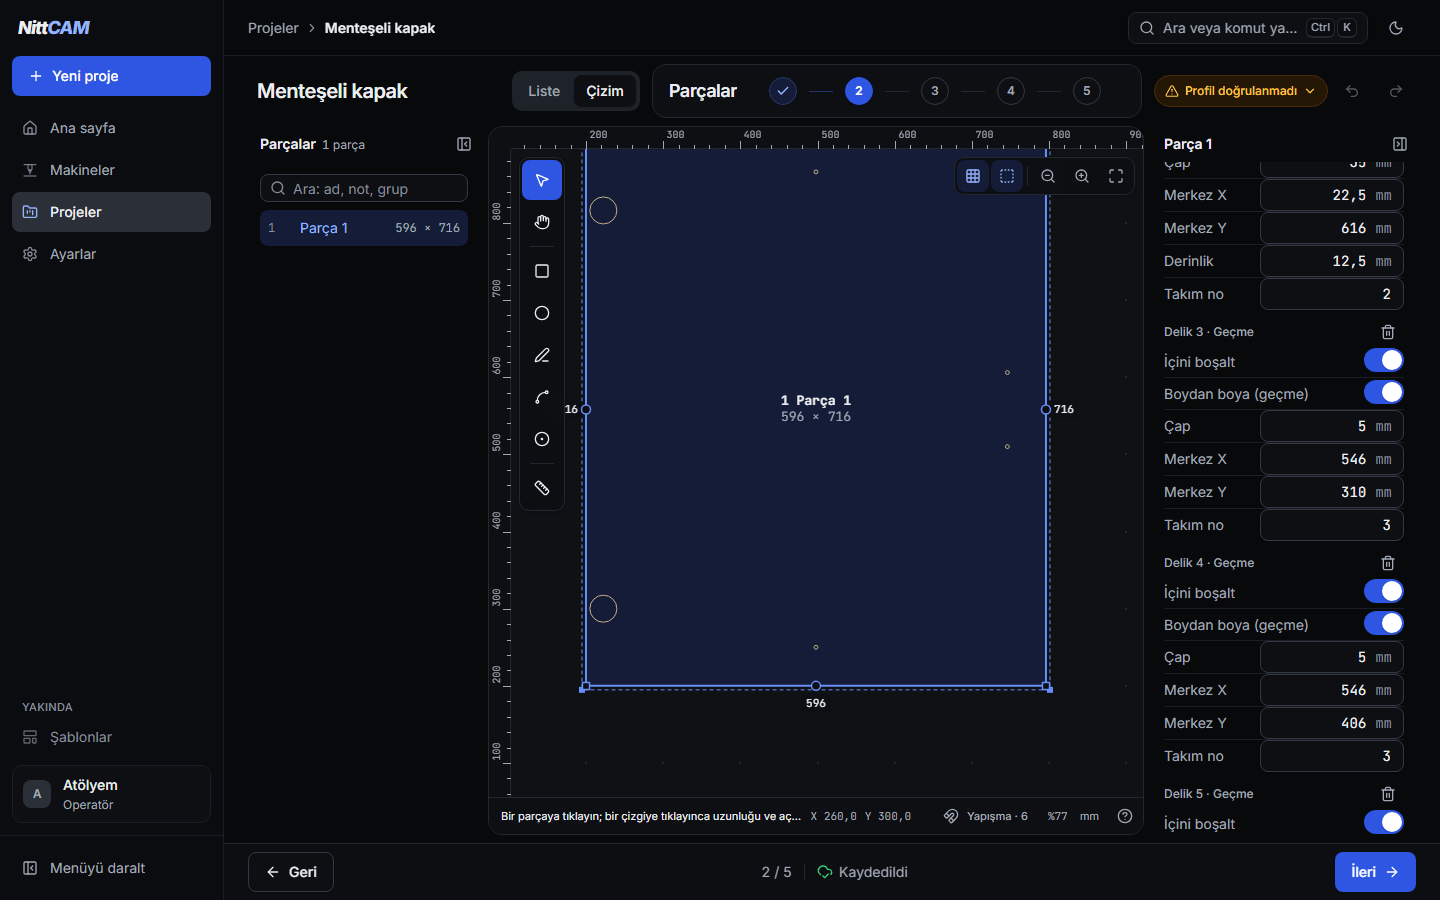 NittCAM
Yeni proje
Ana sayfa
Makineler
Projeler
Ayarlar
YAKINDA
Şablonlar
A
Atölyem
Operatör
Menüyü daralt
Projeler > Menteşeli kapak
Ara veya komut ya... Ctrl K
Menteşeli kapak
Liste Çizim
Parçalar 2 3 4 5
Profil doğrulanmadı
Parçalar 1 parça
Ara: ad, not, grup
1 Parça 1 596 × 716
200 300 400 500 600 700 800 90
800
700
600
500
400
300
200
100
1 Parça 1
596 × 716
16
716
596
Bir parçaya tıklayın; bir çizgiye tıklayınca uzunluğu ve aç... X 260,0 Y 300,0 Yapışma · 6 %77 mm
Parça 1
Çap 35 mm
Merkez X 22,5 mm
Merkez Y 616 mm
Derinlik 12,5 mm
Takım no 2
Delik 3 · Geçme
İçini boşalt
Boydan boya (geçme)
Çap 5 mm
Merkez X 546 mm
Merkez Y 310 mm
Takım no 3
Delik 4 · Geçme
İçini boşalt
Boydan boya (geçme)
Çap 5 mm
Merkez X 546 mm
Merkez Y 406 mm
Takım no 3
Delik 5 · Geçme
İçini boşalt
Geri
2 / 5
Kaydedildi
İleri